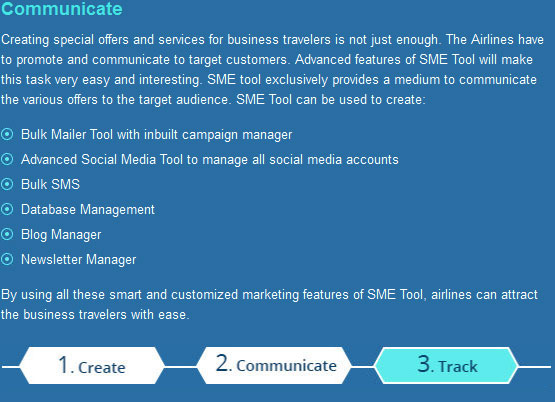 Communicate
Creating special offers and services for business travelers is not just enough. The Airlines have
to promote and communicate to target customers. Advanced features of SME Tool will make
this task very easy and interesting. SME tool exclusively provides a medium to communicate
the various offers to the target audience. SME Tool can be used to create:
Bulk Mailer Tool with inbuilt campaign manager
Advanced Social Media Tool to manage all social media accounts
Bulk SMS
Database Management
Blog Manager
Newsletter Manager
By using all these smart and customized marketing features of SME Tool, airlines can attract
the business travelers with ease.
1. Create 2. Communicate 3. Track